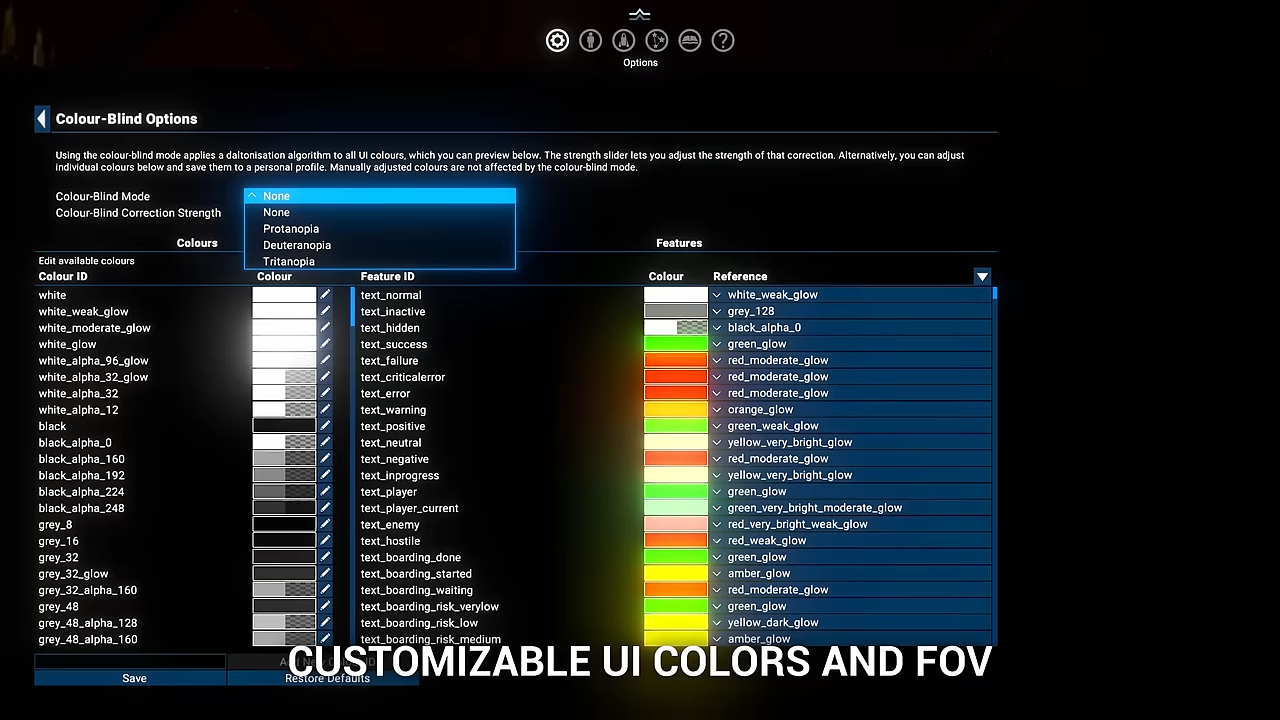 Options
Colour-Blind Options
Using the colour-blind mode applies a daltonisation algorithm to all UI colours, which you can preview below. The strength slider lets you adjust the strength of that correction. Alternatively, you can adjust
individual colours below and save them to a personal profile. Manually adjusted colours are not affected by the colour-blind mode.
Colour-Blind Mode None
Colour-Blind Correction Strength None
Protanopia
Deuteranopia
Tritanopia
Colours Features
Edit available colours
Colour ID Colour Feature ID Colour Reference
white text_normal white_weak_glow
white_weak_glow text_inactive grey_128
white_moderate_glow text_hidden black_alpha_0
white_glow text_success green_glow
white_alpha_96_glow text_failure red_moderate_glow
white_alpha_32_glow text_criticalerror red_moderate_glow
white_alpha_32 text_error red_moderate_glow
white_alpha_12 text_warning orange_glow
black text_positive green_weak_glow
black_alpha_0 text_neutral yellow_very_bright_glow
black_alpha_160 text_negative red_moderate_glow
black_alpha_192 text_inprogress yellow_very_bright_glow
black_alpha_224 text_player green_glow
black_alpha_248 text_player_current green_very_bright_moderate_glow
grey_8 text_enemy red_very_bright_weak_glow
grey_16 text_hostile red_weak_glow
grey_32 text_boarding_done green_glow
grey_32_glow text_boarding_started amber_glow
grey_32_alpha_160 text_boarding_waiting red_moderate_glow
grey_48 text_boarding_risk_verylow green_glow
grey_48_alpha_128 text_boarding_risk_low yellow_dark_glow
grey_48_alpha_160 text_boarding_risk_medium amber_glow
CUSTOMIZABLE UI COLORS AND FOV
Save Restore Defaults